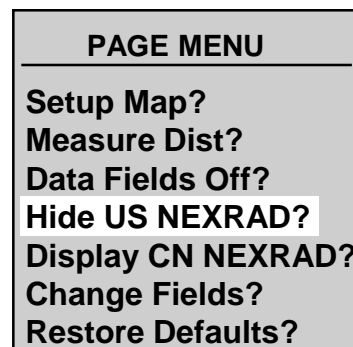 PAGE MENU
Setup Map?
Measure Dist?
Data Fields Off?
Hide US NEXRAD?
Display CN NEXRAD?
Change Fields?
Restore Defaults?